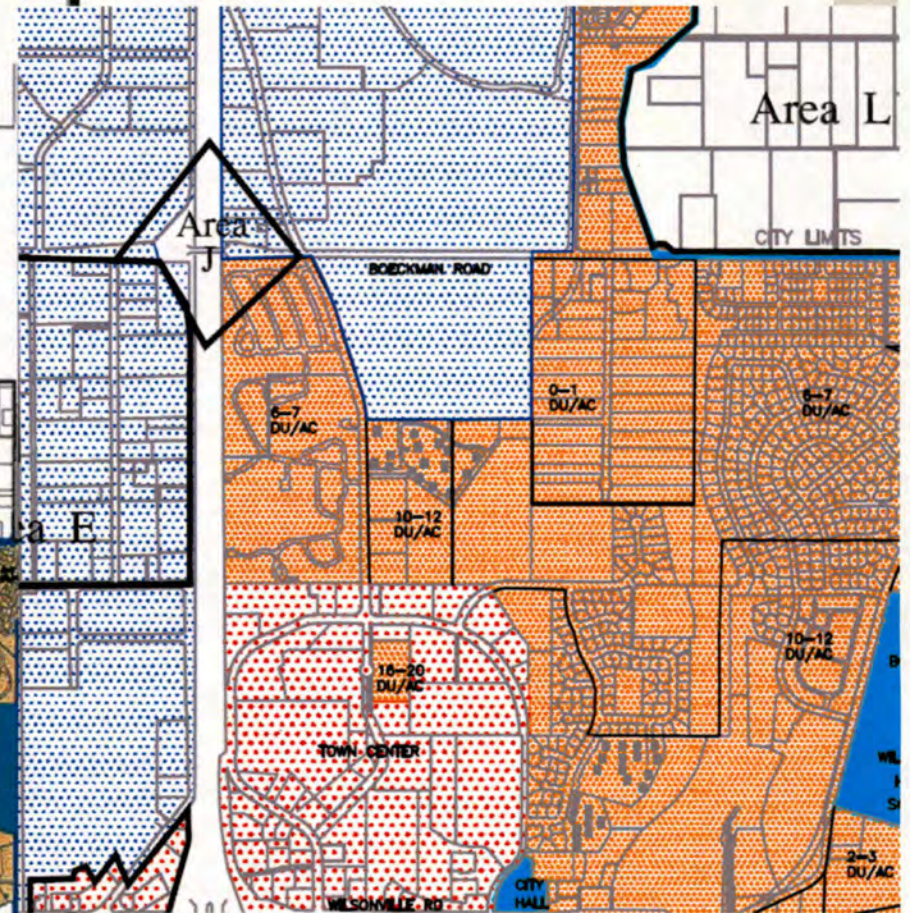 Area L
Area
J
CITY LIMITS
BOECKMAN ROAD
0-1
DU/AC
6-7
DU/AC
6-7
DU/AC
10-12
DU/AC
a E
10-12
DU/AC
16-20
DU/AC
TOWN CENTER
WIL
S
2-3
DU/AC
CITY
HALL
WILSONVILLE RD